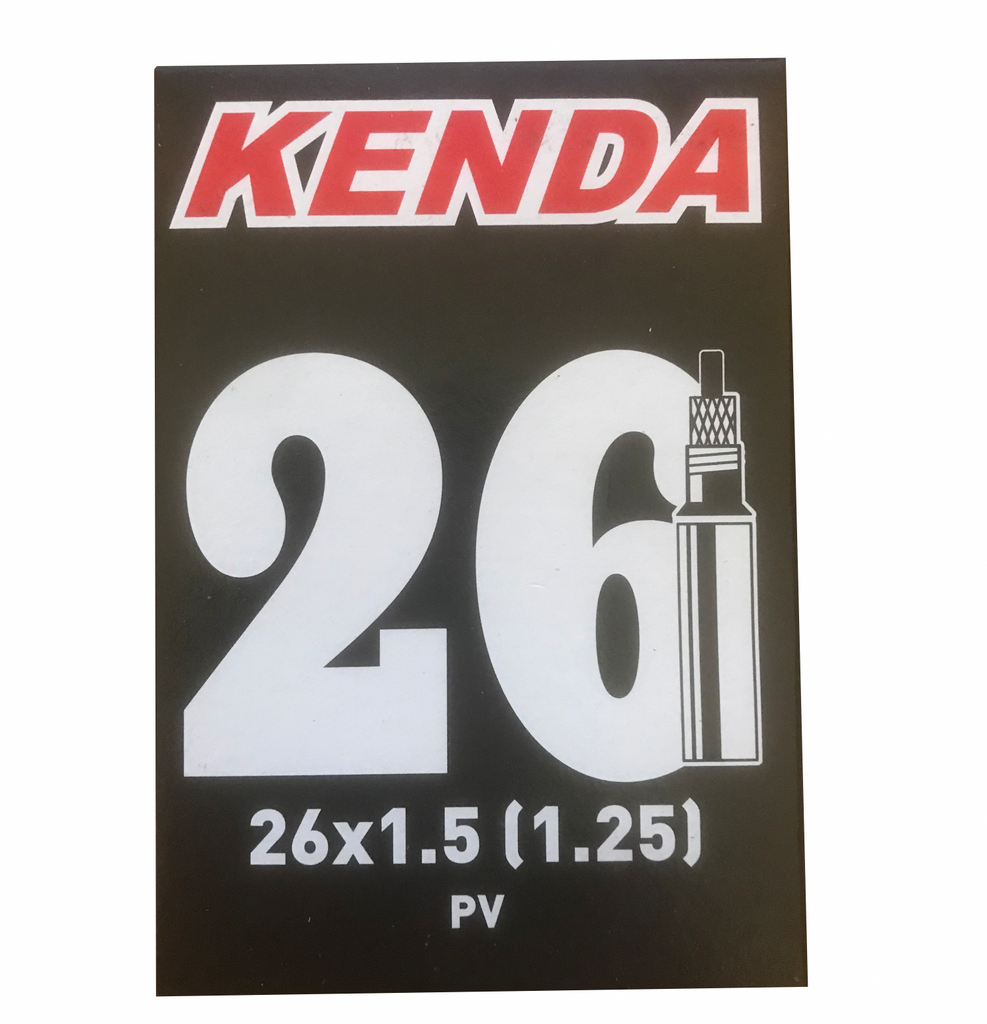 KENDA
26
26x1.5 (1.25)
PV